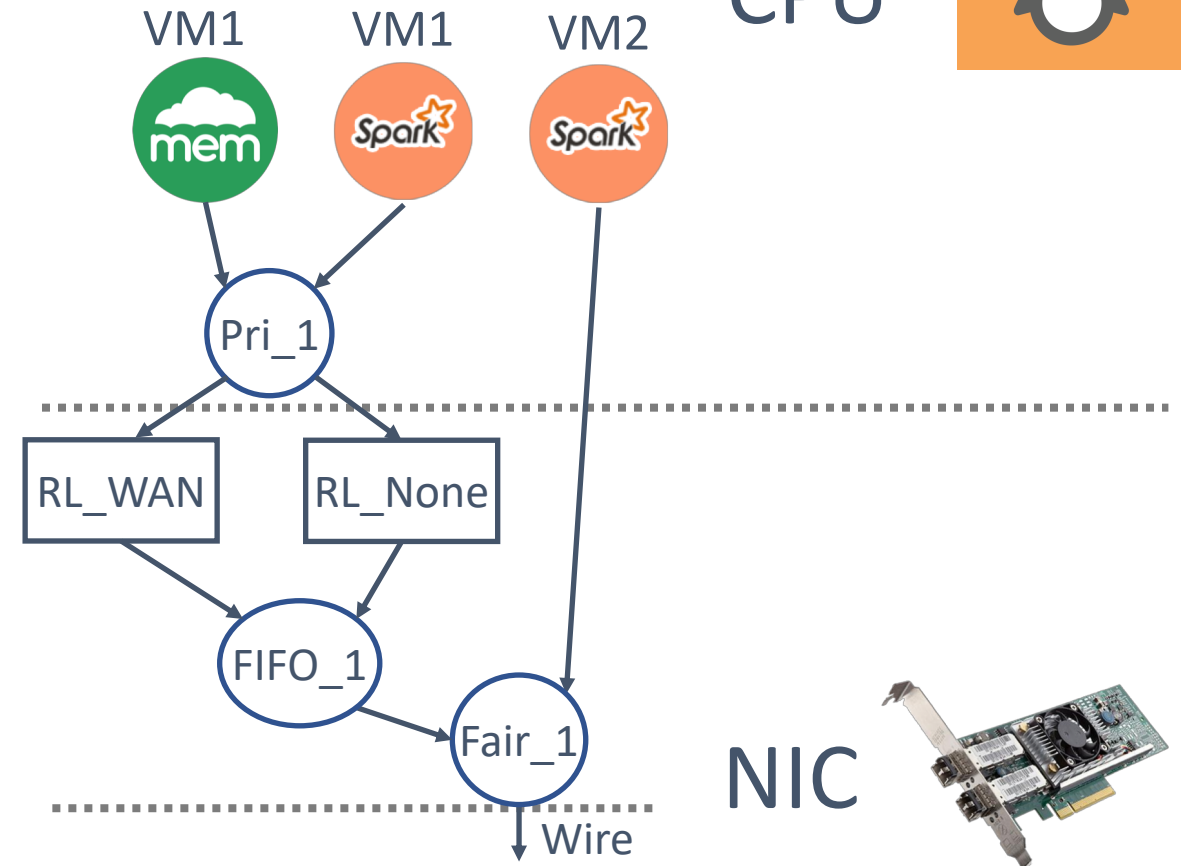 CPU
VM1
VM1
VM2
mem
Spark
Spark
Pri_1
RL_WAN
RL_None
FIFO_1
Fair_1
NIC
Wire